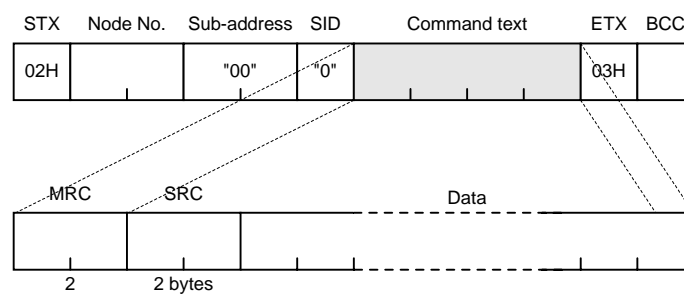 STX Node No. Sub-address SID Command text ETX BCC
02H "00" "0" 03H
MRC SRC Data
2 2 bytes